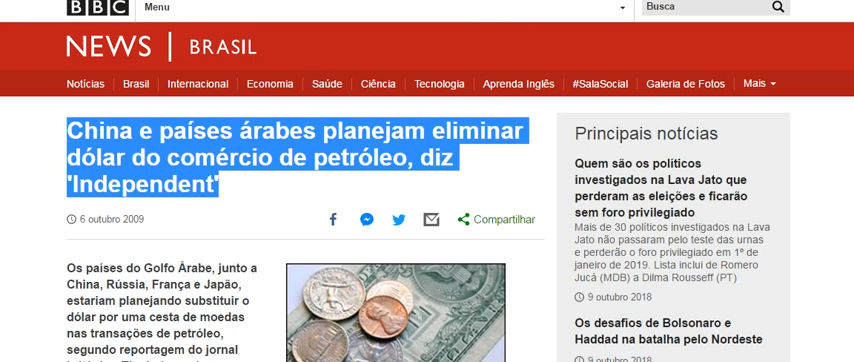 BBC
Menu
Busca
NEWS | BRASIL
Notícias
Brasil
Internacional
Economia
Saúde
Ciência
Tecnologia
Aprenda Inglês
#SalaSocial
Galeria de Fotos
Mais
China e países árabes planejam eliminar
dólar do comércio de petróleo, diz
'Independent'
6 outubro 2009
Compartilhar
Os países do Golfo Árabe, junto a
China, Rússia, França e Japão,
estariam planejando substituir o
dólar por uma cesta de moedas
nas transações de petróleo,
segundo reportagem do jornal
Principais notícias
Quem são os políticos
investigados na Lava Jato que
perderam as eleições e ficarão
sem foro privilegiado
Mais de 30 políticos investigados na Lava
Jato não passaram pelo teste das urnas
e perderão o foro privilegiado em 1º de
janeiro de 2019. Lista inclui de Romero
Jucá (MDB) a Dilma Rousseff (PT)
9 outubro 2018
Os desafios de Bolsonaro e
Haddad na batalha pelo Nordeste
9 outubro 2018